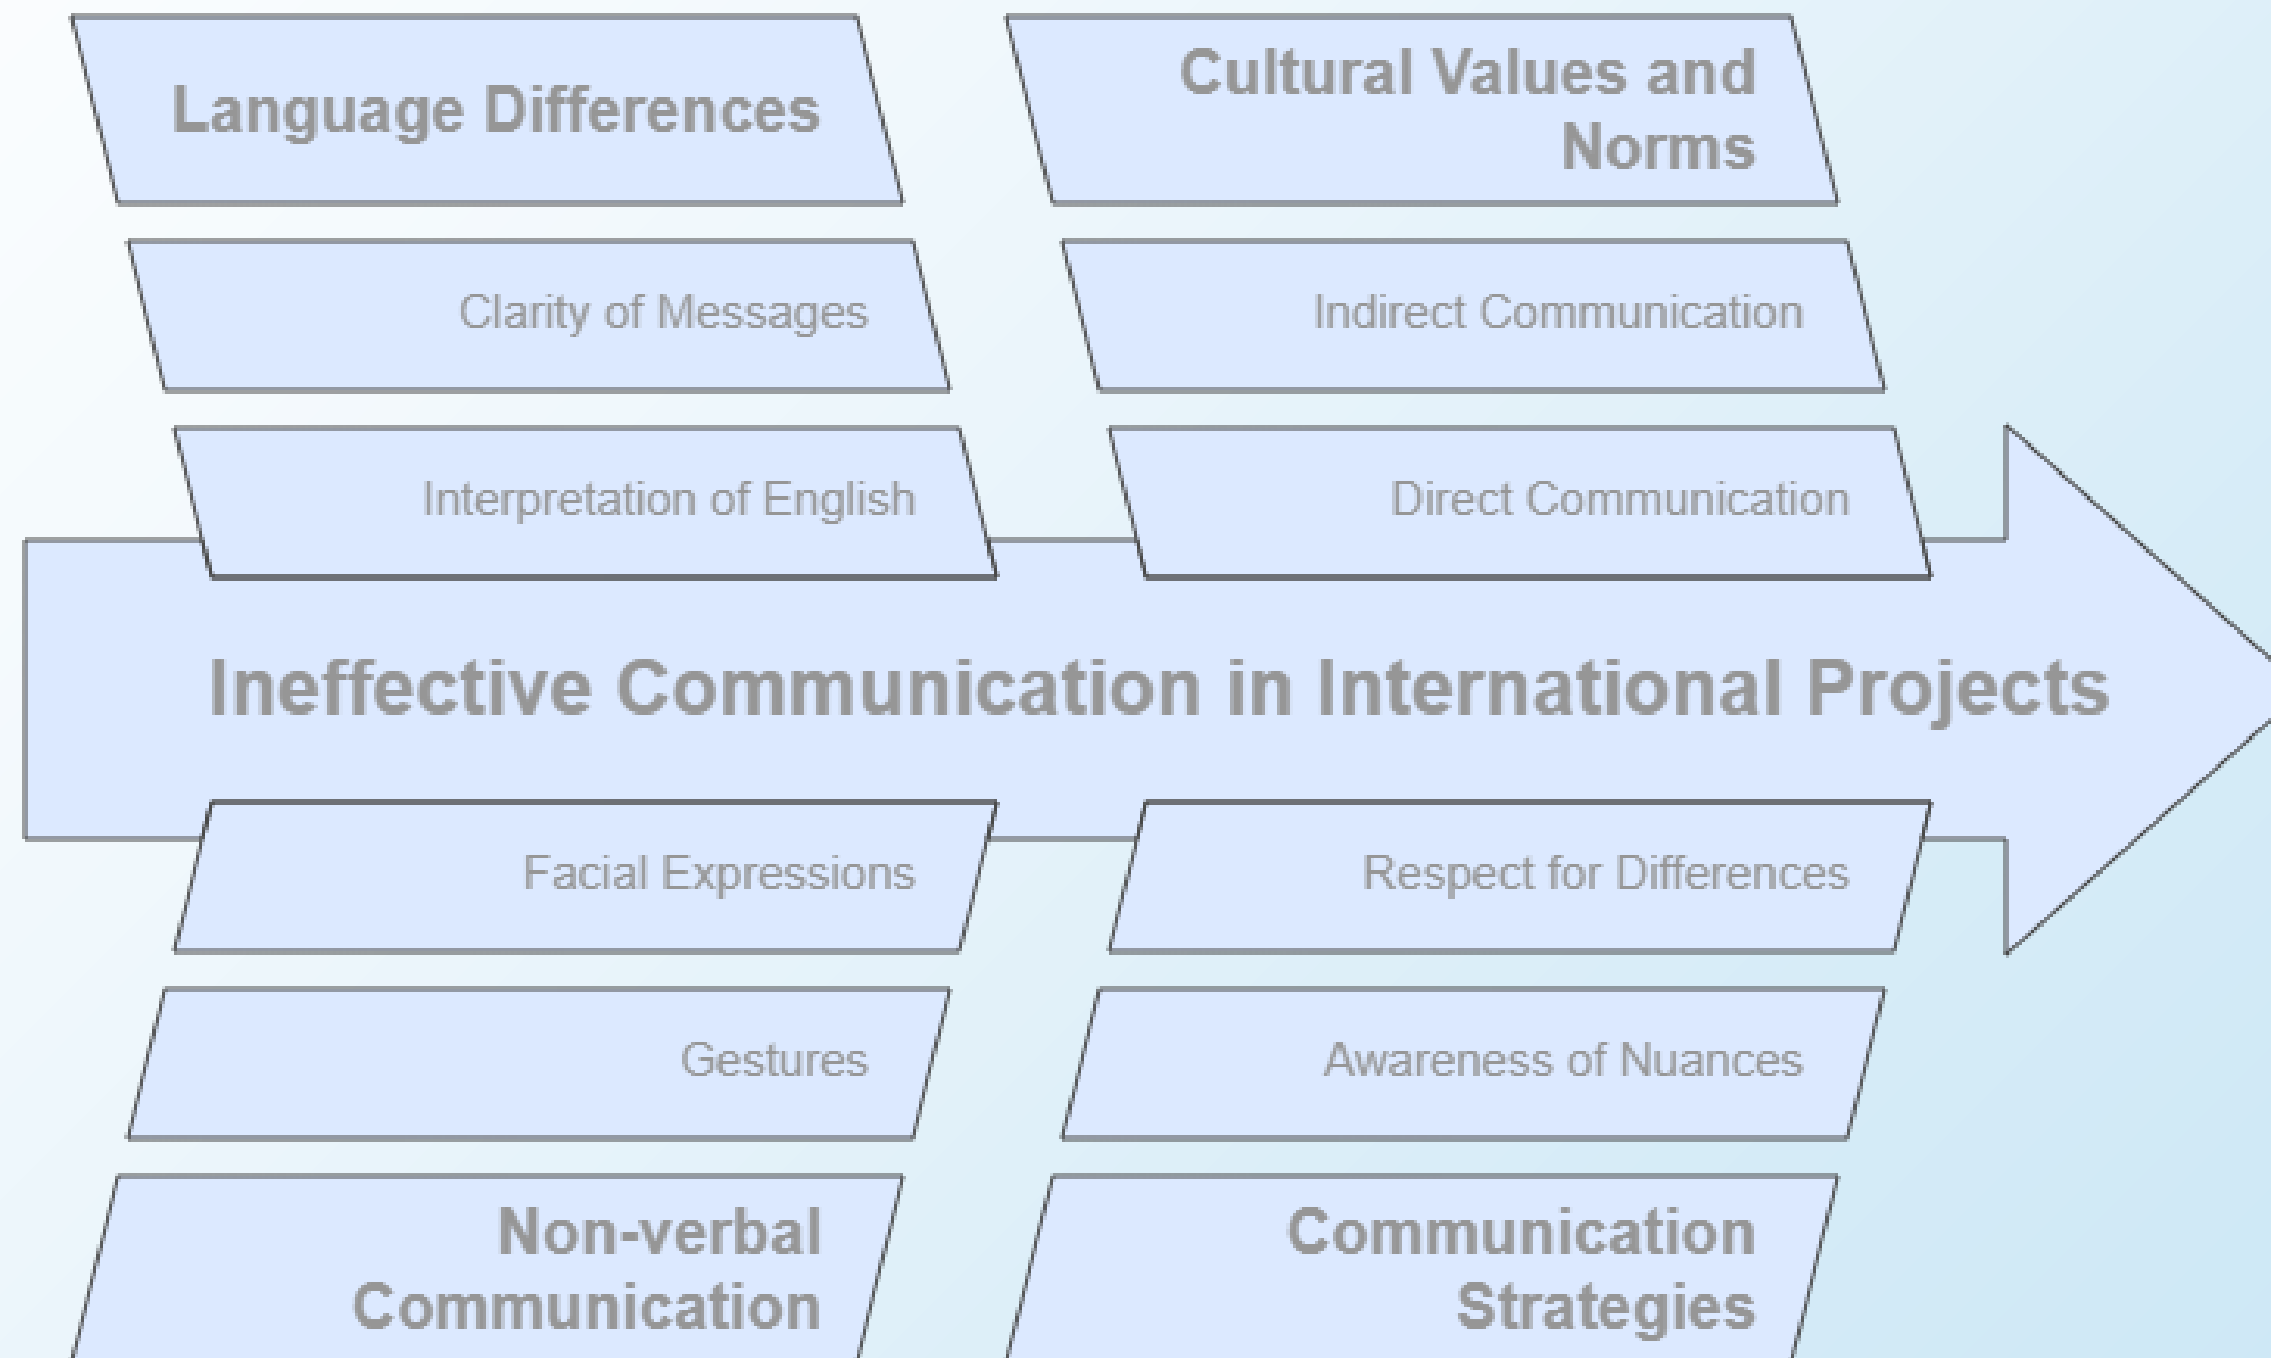 Language Differences
Cultural Values and
Norms
Clarity of Messages
Indirect Communication
Interpretation of English
Direct Communication
Ineffective Communication in International Projects
Facial Expressions
Respect for Differences
Gestures
Awareness of Nuances
Non-verbal
Communication
Communication
Strategies